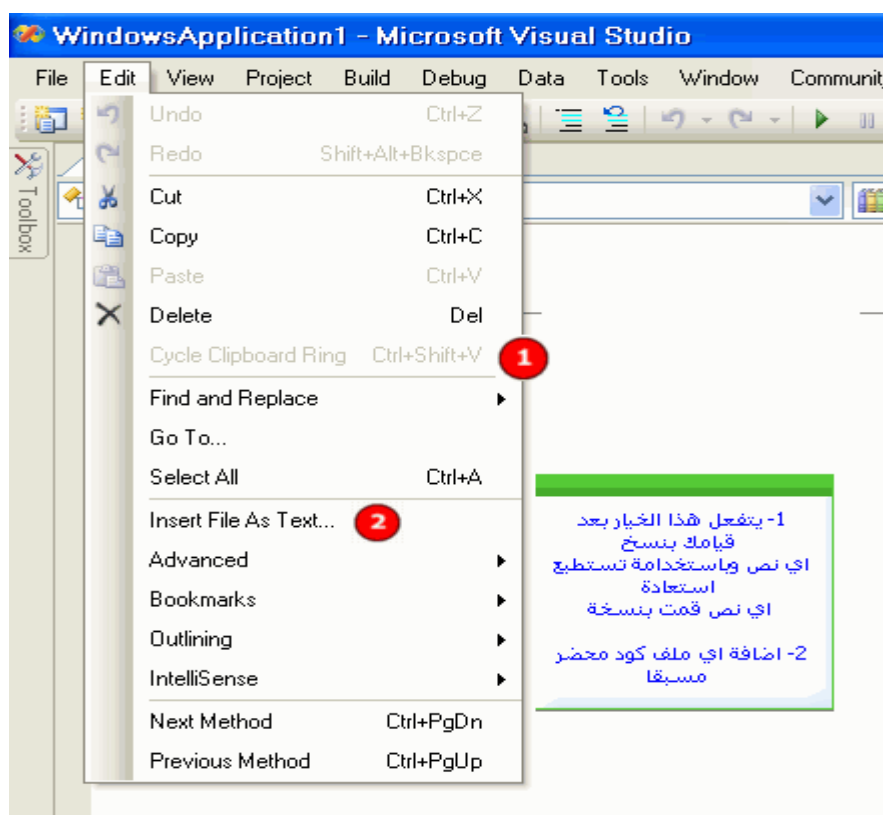 WindowsApplication1 - Microsoft Visual Studio
File Edit View Project Build Debug Data Tools Window
Toolbox
Undo Ctrl+Z
Redo Shift+Alt+Bkspce
Cut Ctrl+X
Copy Ctrl+C
Paste Ctrl+V
Delete Del
Cycle Clipboard Ring Ctrl+Shift+V 1
Find and Replace
Go To...
Select All Ctrl+A
Insert File As Text... 2
Advanced
Bookmarks
Outlining
IntelliSense
Next Method Ctrl+PgDn
Previous Method Ctrl+PgUp
1- يتفعل هذا الخيار بعد
قيامك بنسخ
اي نص وباستخدامة تستطيع
استعادة
اي نص قمت بنسخة
2- اضافة اي ملف كود محضر
مسبقا